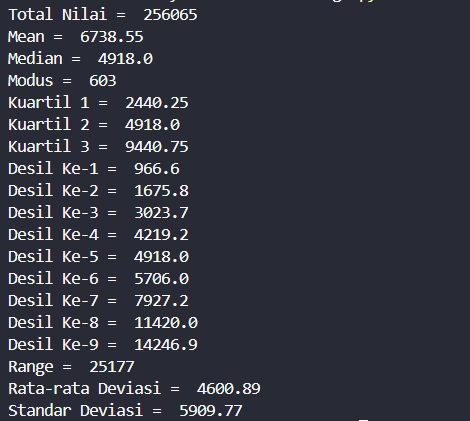 Total Nilai =  256065
Mean =  6738.55
Median =  4918.0
Modus =  603
Kuartil 1 =  2440.25
Kuartil 2 =  4918.0
Kuartil 3 =  9440.75
Desil Ke-1 =  966.6
Desil Ke-2 =  1675.8
Desil Ke-3 =  3023.7
Desil Ke-4 =  4219.2
Desil Ke-5 =  4918.0
Desil Ke-6 =  5706.0
Desil Ke-7 =  7927.2
Desil Ke-8 =  11420.0
Desil Ke-9 =  14246.9
Range =  25177
Rata-rata Deviasi =  4600.89
Standar Deviasi =  5909.77